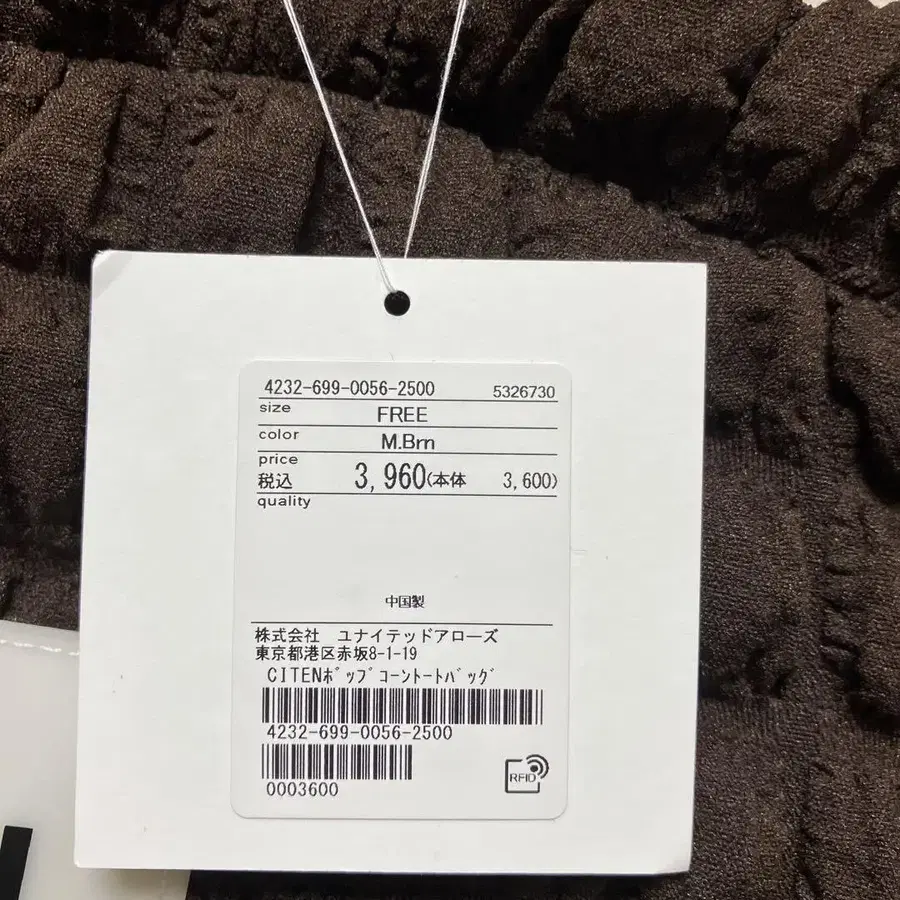 4232-699-0056-2500 5326730
size FREE
color M.Brn
price
税込 3,960(本体 3,600)
quality
中国製
株式会社 ユナイテッドアローズ
東京都港区赤坂8-1-19
CITENﾎﾟｯﾌﾟｺｰﾝﾄｰﾄﾊﾞｯｸﾞ
4232-699-0056-2500
0003600
RFID